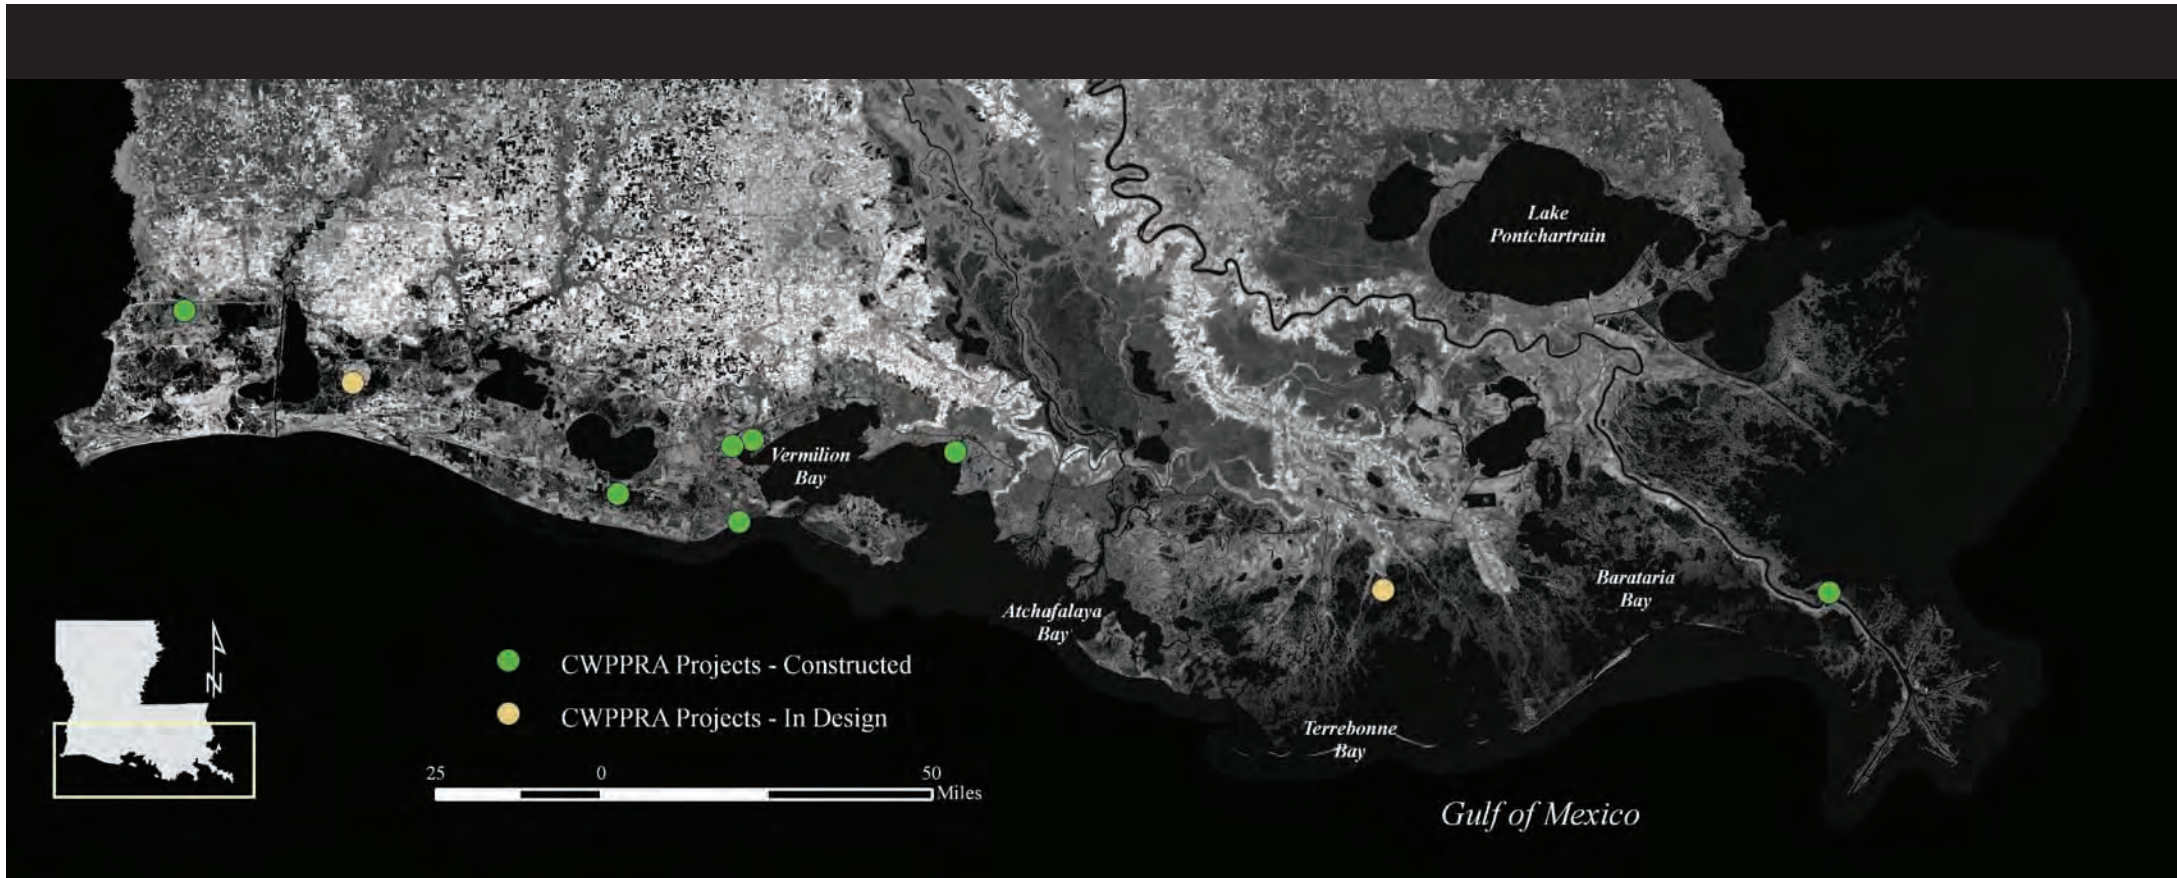 Lake
Pontchartrain
Vermilion
Bay
Barataria
Bay
Atchafalaya
Bay
N
CWPPRA Projects - Constructed
CWPPRA Projects - In Design
Terrebonne
Bay
25 0 50
Miles
Gulf of Mexico